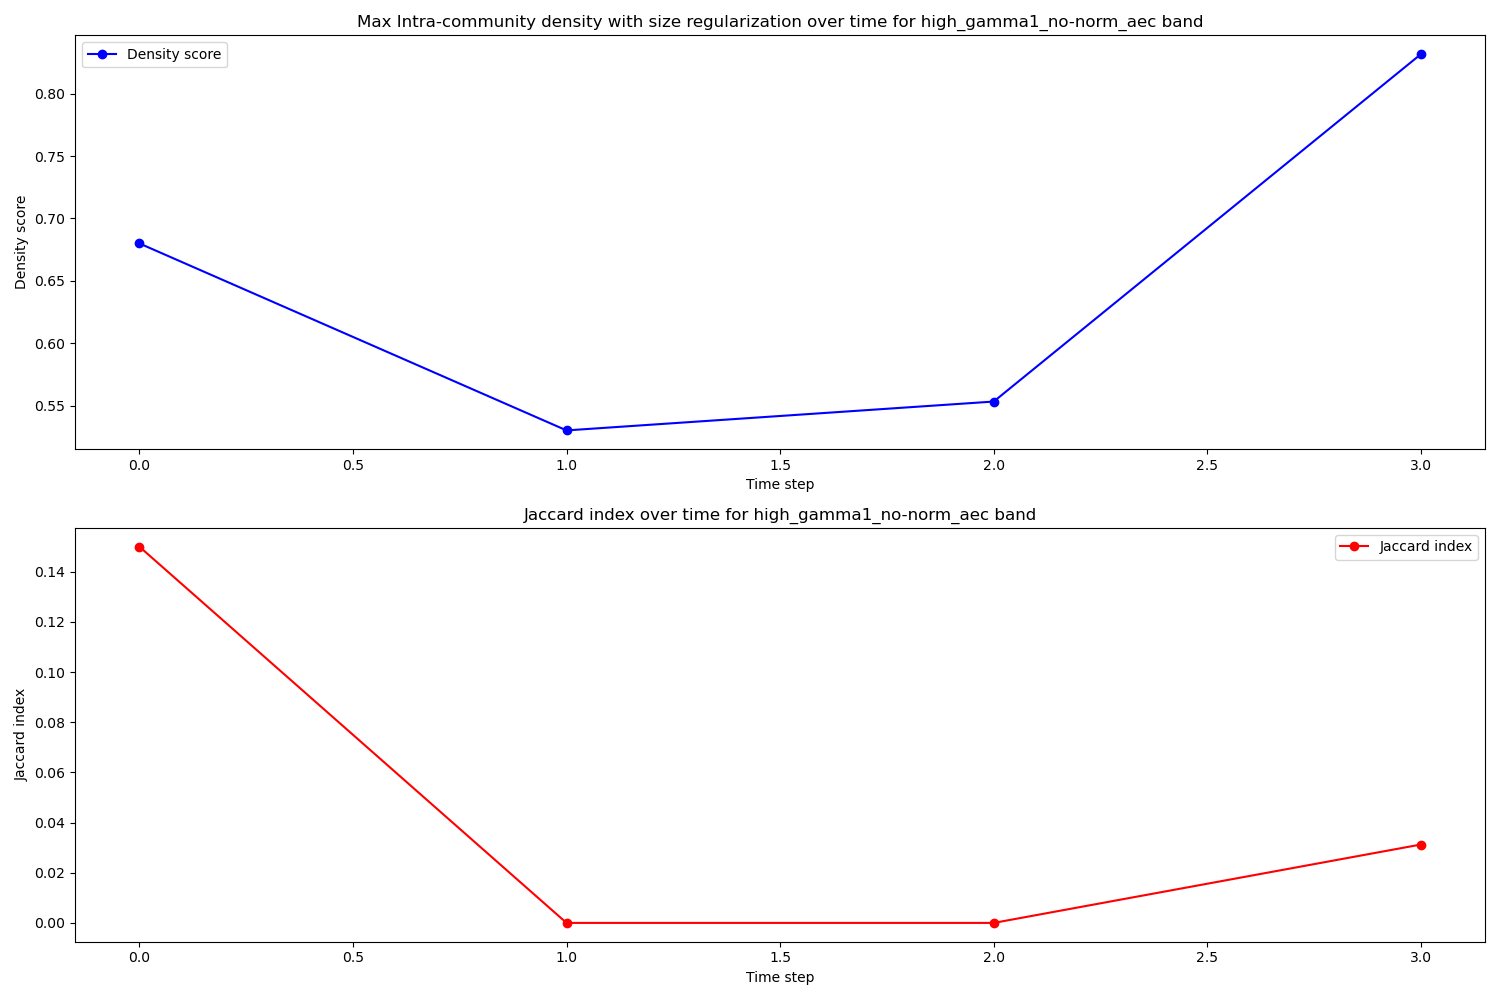 Max Intra-community density with size regularization over time for high_gamma1_no-norm_aec band
Density score
Density score
0.80
0.75
0.70
0.65
0.60
0.55
0.0 0.5 1.0 1.5 2.0 2.5 3.0
Time step
Jaccard index over time for high_gamma1_no-norm_aec band
Jaccard index
Jaccard index
0.14
0.12
0.10
0.08
0.06
0.04
0.02
0.00
0.0 0.5 1.0 1.5 2.0 2.5 3.0
Time step